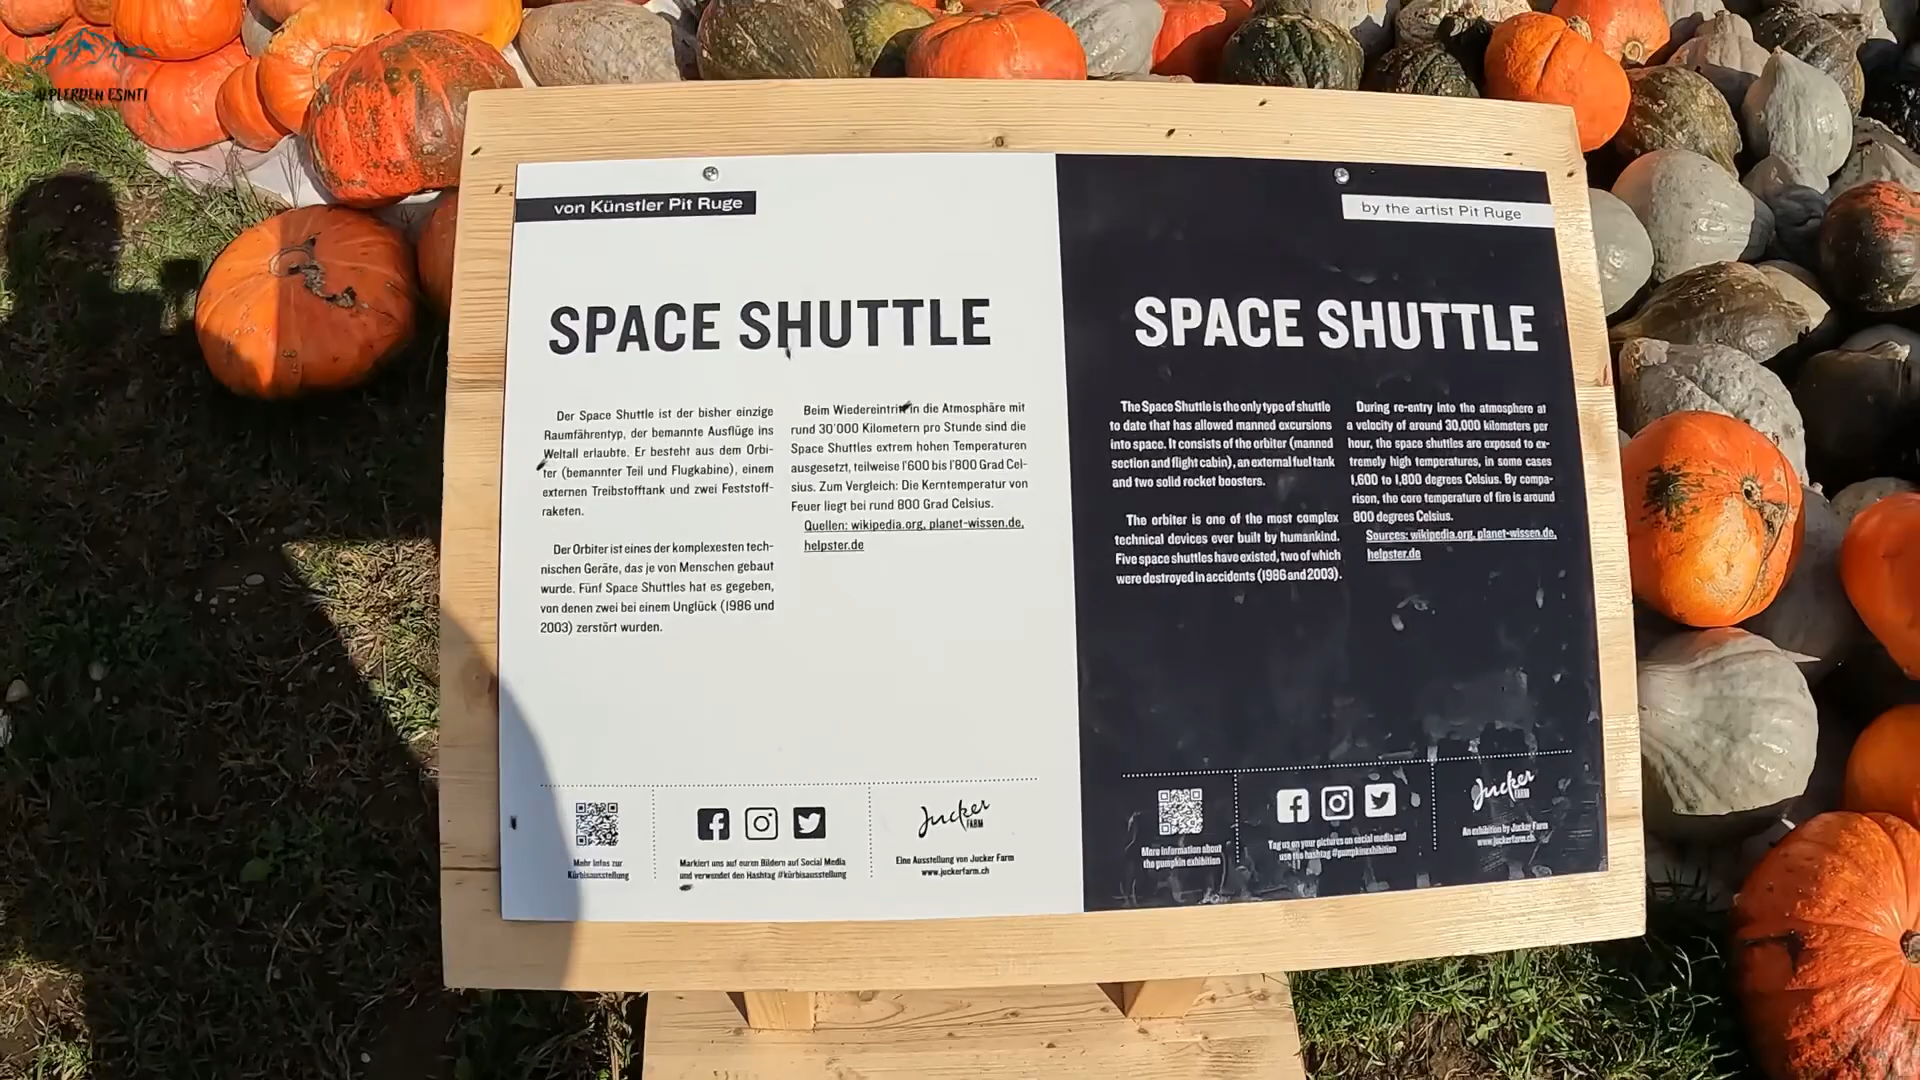 ALPLERDEN ESINTI
von Künstler Pit Ruge
SPACE SHUTTLE
Der Space Shuttle ist der bisher einzige
Raumfährentyp, der bemannte Ausflüge ins
Weltall erlaubte. Er besteht aus dem Orbi-
ter (bemannter Teil und Flugkabine), einem
externen Treibstofftank und zwei Feststoff-
raketen.
Der Orbiter ist eines der komplexesten tech-
nischen Geräte, das je von Menschen gebaut
wurde. Fünf Space Shuttles hat es gegeben,
von denen zwei bei einem Unglück (1986 und
2003) zerstört wurden.
Beim Wiedereintritt in die Atmosphäre mit
rund 30'000 Kilometern pro Stunde sind die
Space Shuttles extrem hohen Temperaturen
ausgesetzt, teilweise 1'600 bis 1'800 Grad Cel-
sius. Zum Vergleich: Die Kerntemperatur von
Feuer liegt bei rund 800 Grad Celsius.
Quellen: wikipedia.org, planet-wissen.de,
helpster.de
Mehr Infos zur
Kürbisausstellung
Markiert uns auf euren Bildern auf Social Media
und verwendet den Hashtag #kürbisausstellung
Jucker
FARM
Eine Ausstellung von Jucker Farm
www.juckerfarm.ch
by the artist Pit Ruge
SPACE SHUTTLE
The Space Shuttle is the only type of shuttle
to date that has allowed manned excursions
into space. It consists of the orbiter (manned
section and flight cabin), an external fuel tank
and two solid rocket boosters.
The orbiter is one of the most complex
technical devices ever built by humankind.
Five space shuttles have existed, two of which
were destroyed in accidents (1986 and 2003).
During re-entry into the atmosphere at
a velocity of around 30,000 kilometers per
hour, the space shuttles are exposed to ex-
tremely high temperatures, in some cases
1,600 to 1,800 degrees Celsius. By compa-
rison, the core temperature of fire is around
800 degrees Celsius.
Sources: wikipedia.org, planet-wissen.de,
helpster.de
More information about
the pumpkin exhibition
Tag us on your pictures on social media and
use the hashtag #pumpkinexhibition
Jucker
FARM
An exhibition by Jucker Farm
www.juckerfarm.ch